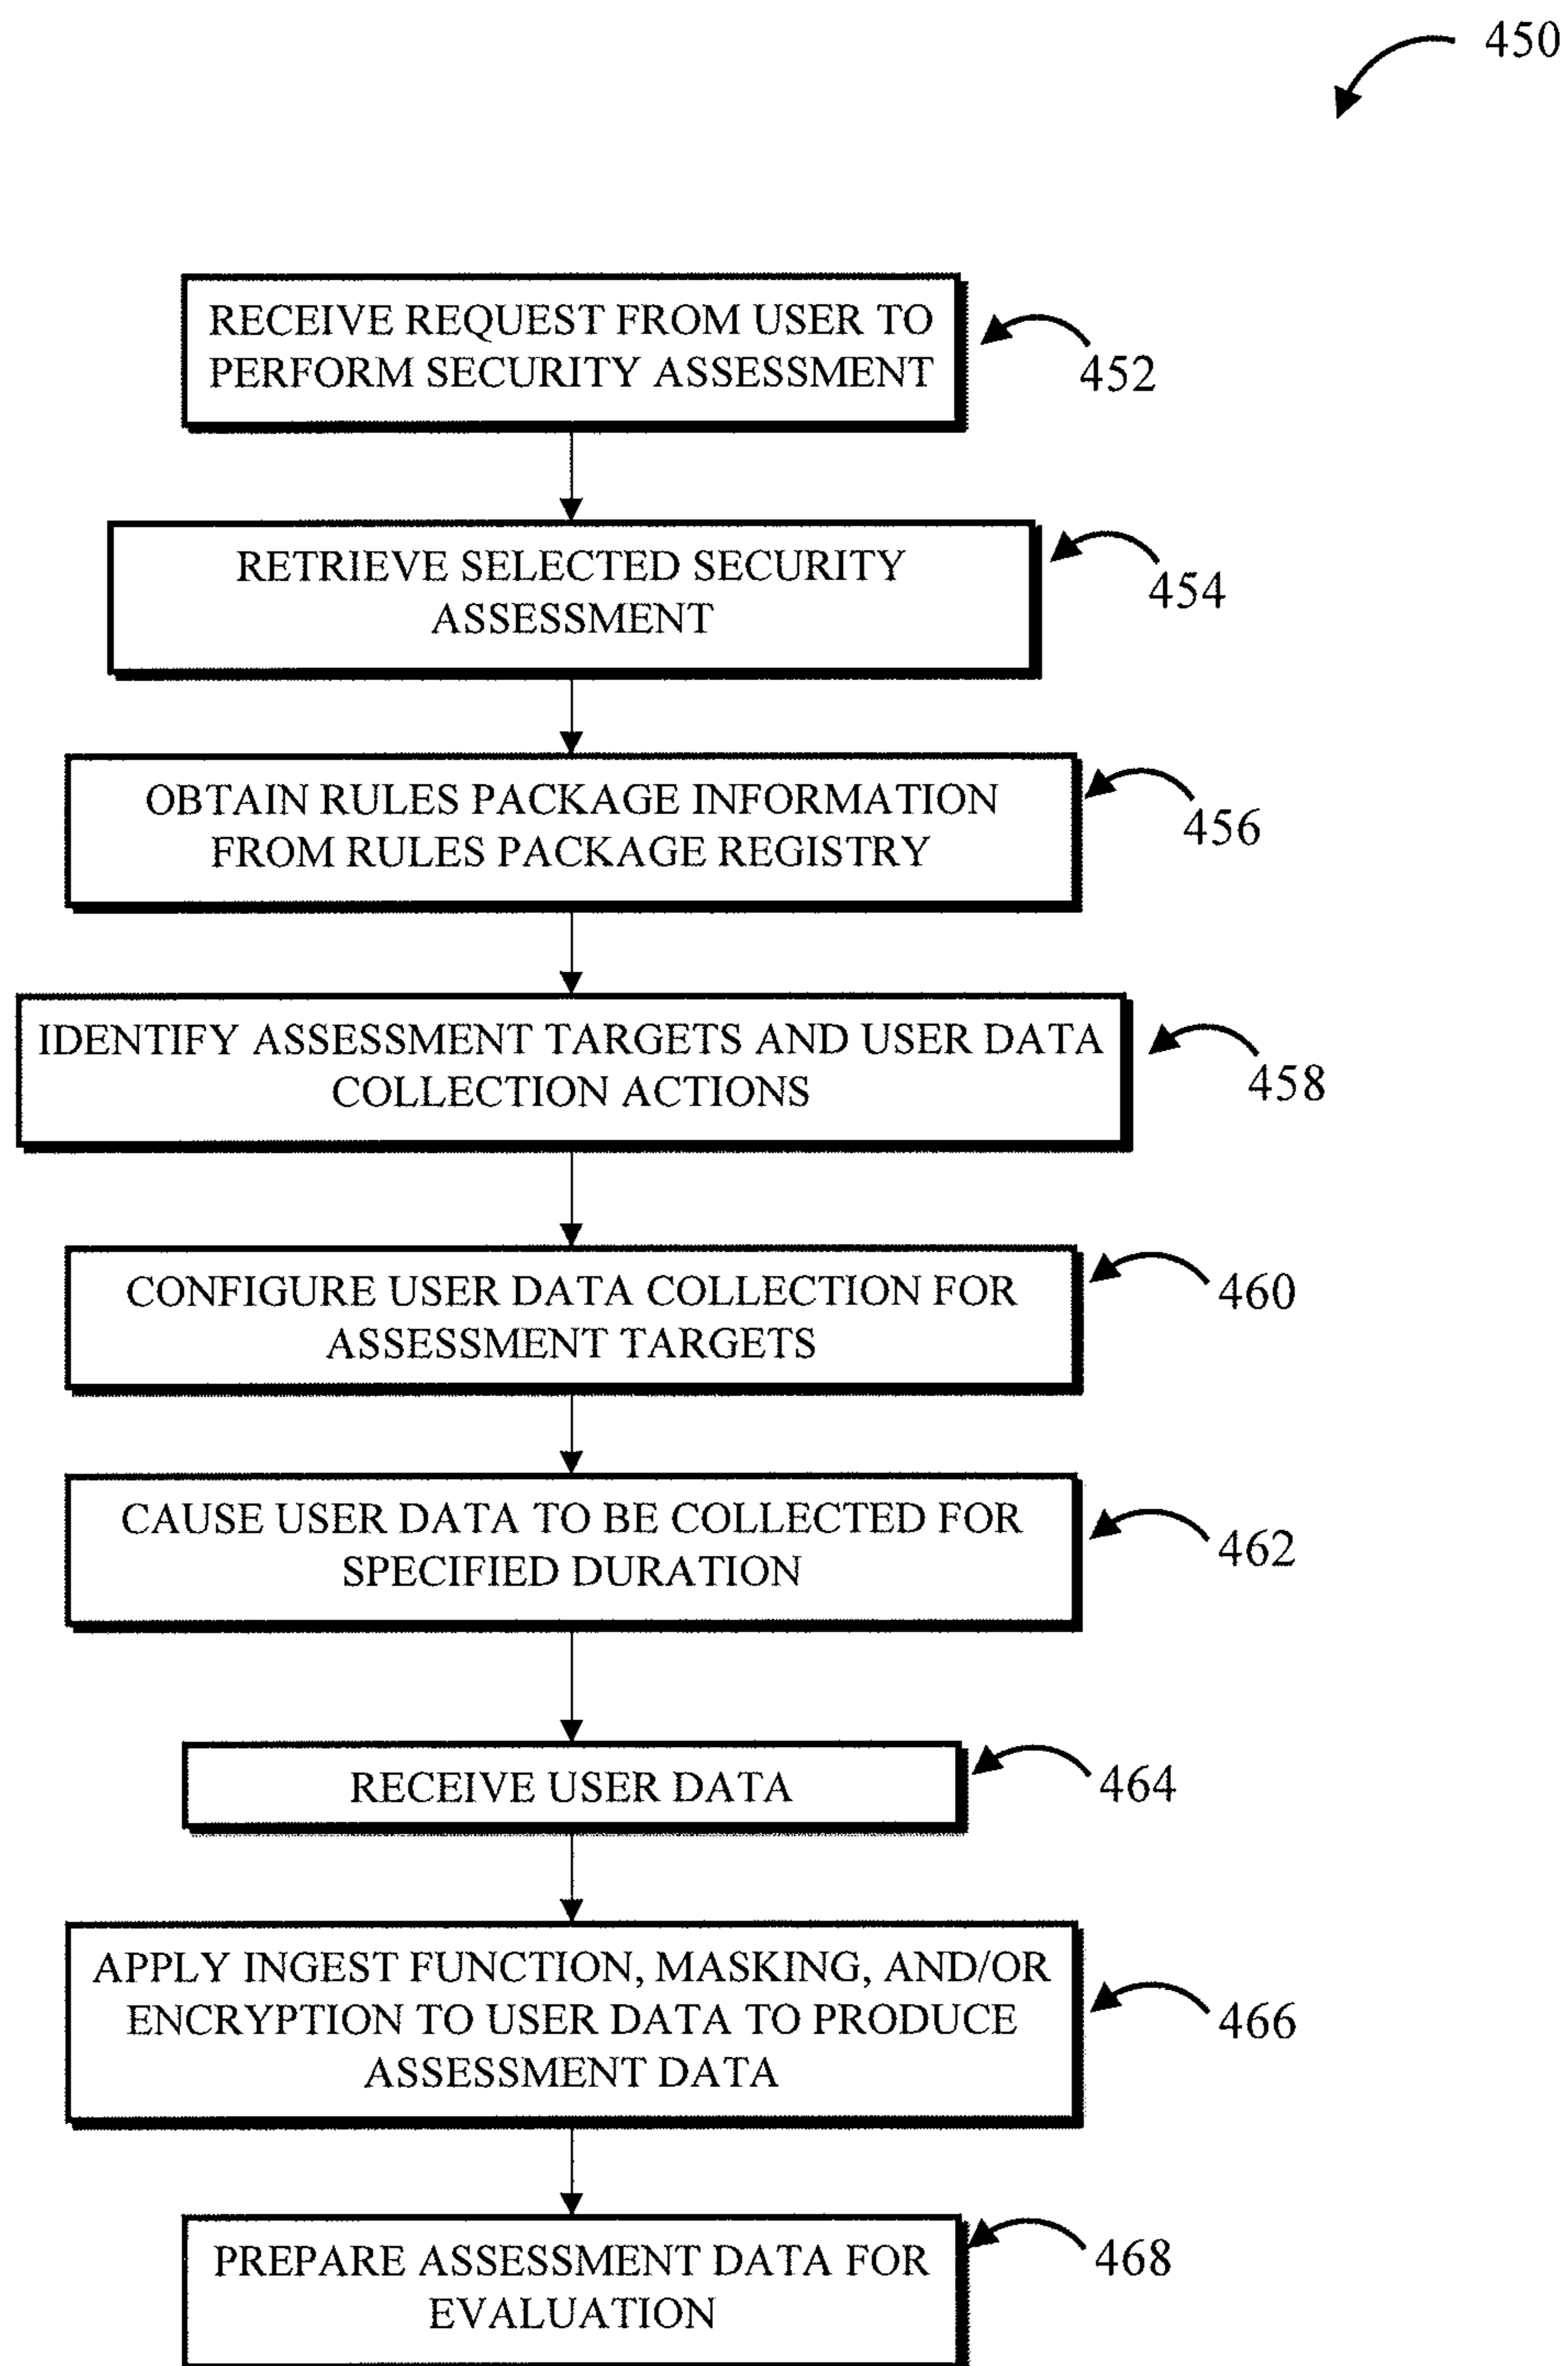 450
RECEIVE REQUEST FROM USER TO
PERFORM SECURITY ASSESSMENT
452
RETRIEVE SELECTED SECURITY
ASSESSMENT
454
OBTAIN RULES PACKAGE INFORMATION
FROM RULES PACKAGE REGISTRY
456
IDENTIFY ASSESSMENT TARGETS AND USER DATA
COLLECTION ACTIONS
458
CONFIGURE USER DATA COLLECTION FOR
ASSESSMENT TARGETS
460
CAUSE USER DATA TO BE COLLECTED FOR
SPECIFIED DURATION
462
RECEIVE USER DATA
464
APPLY INGEST FUNCTION, MASKING, AND/OR
ENCRYPTION TO USER DATA TO PRODUCE
ASSESSMENT DATA
466
PREPARE ASSESSMENT DATA FOR
EVALUATION
468